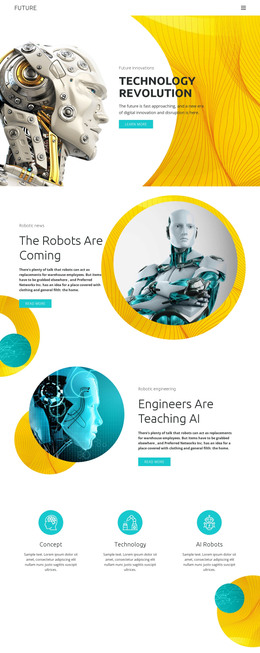 FUTURE.
Future Innovations
TECHNOLOGY
REVOLUTION
The future is fast approaching, and a new era
of digital innovation and disruption is here.
LEARN MORE
Robotic news
The Robots Are
Coming
There's plenty of talk that robots can act as
replacements for warehouse employees. But
items have to be grabbed elsewhere , and Preferred
Networks Inc. has an idea for a place covered with
clothing and general filth: the home.
READ MORE
Robotic engineering
Engineers Are
Teaching AI
There's plenty of talk that robots can act as replacements
for warehouse employees. But items have to be grabbed
elsewhere , and Preferred Networks Inc. has an idea for a
place covered with clothing and general filth: the home.
READ MORE
Concept
Technology
AI Robots
Sample text. Lorem ipsum dolor
sit amet, consectetur adipiscing
elit nullam nunc justo sagittis
ultrices.
Sample text. Lorem ipsum dolor
sit amet, consectetur adipiscing
elit nullam nunc justo sagittis
ultrices.
Sample text. Lorem ipsum dolor
sit amet, consectetur adipiscing
elit nullam nunc justo sagittis
ultrices.